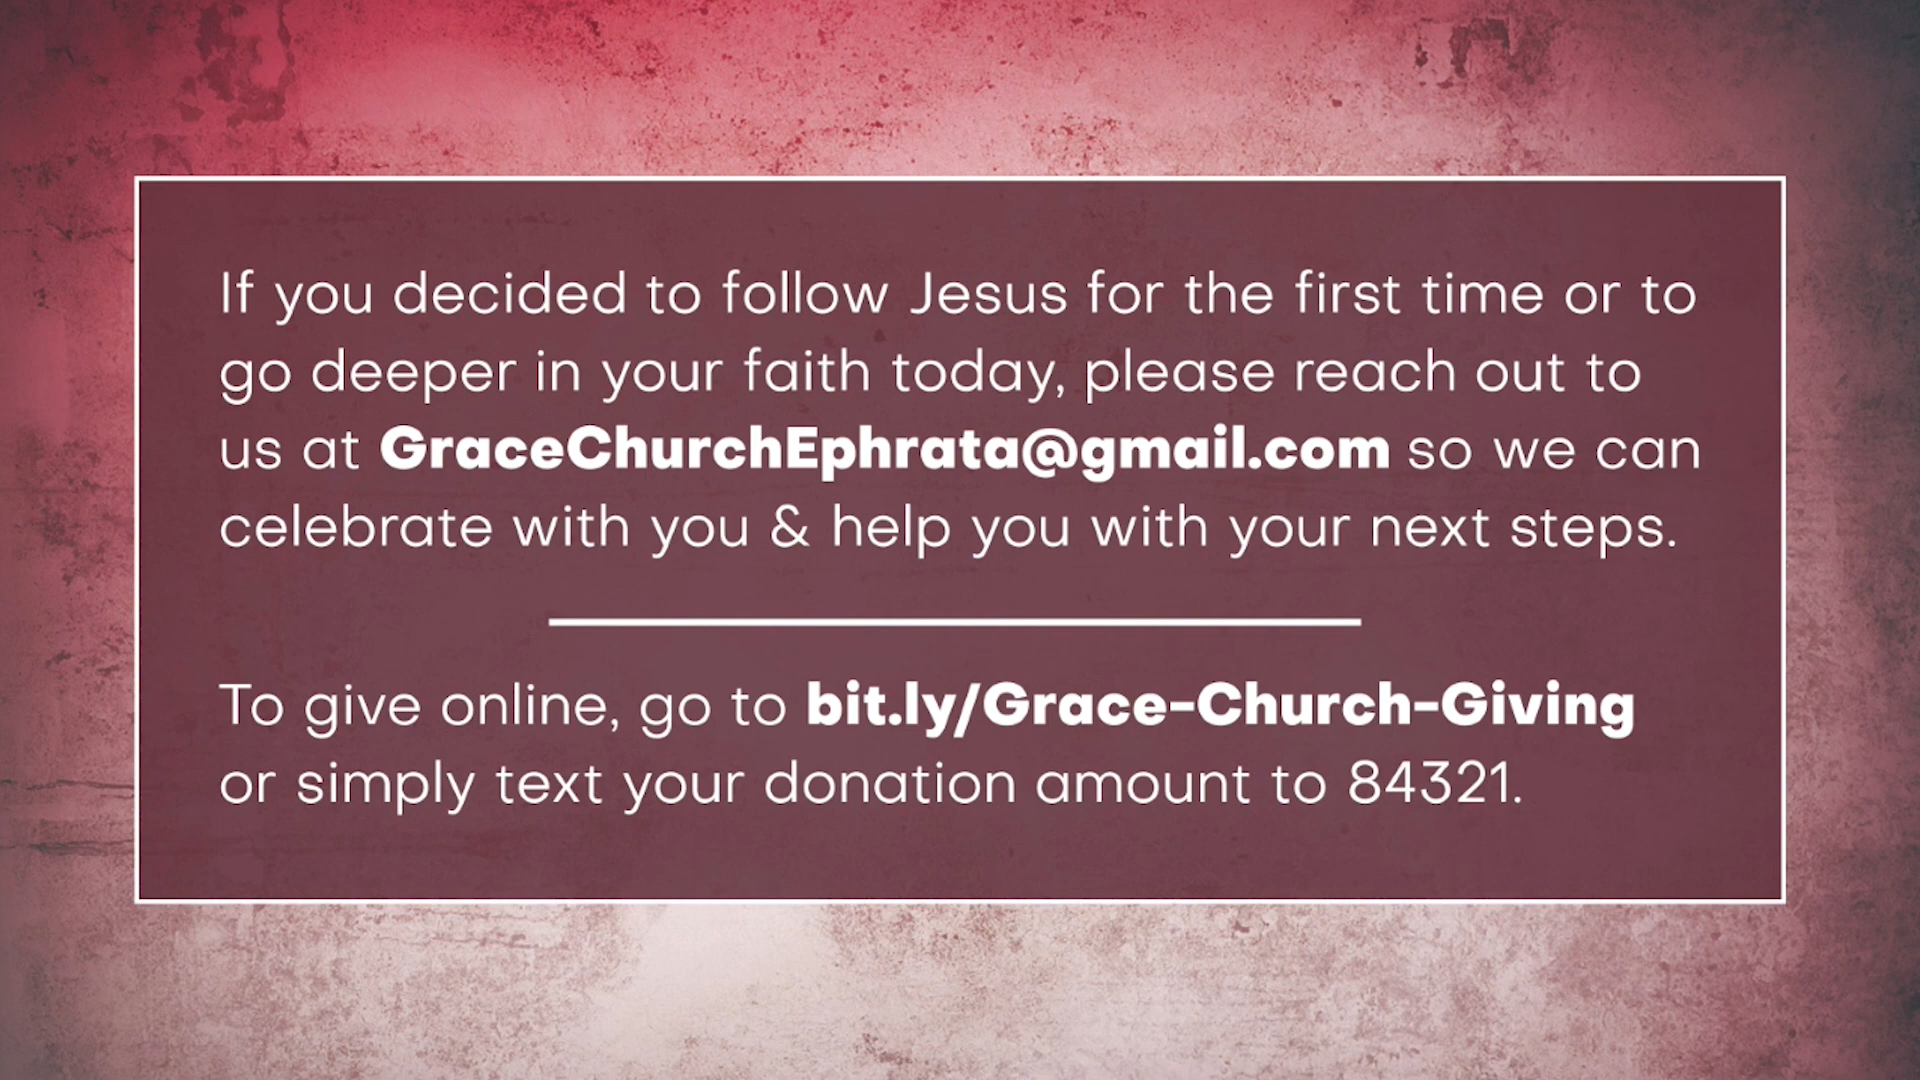 If you decided to follow Jesus for the first time or to
go deeper in your faith today, please reach out to
us at GraceChurchEphrata@gmail.com so we can
celebrate with you & help you with your next steps.
To give online, go to bit.ly/Grace-Church-Giving
or simply text your donation amount to 84321.